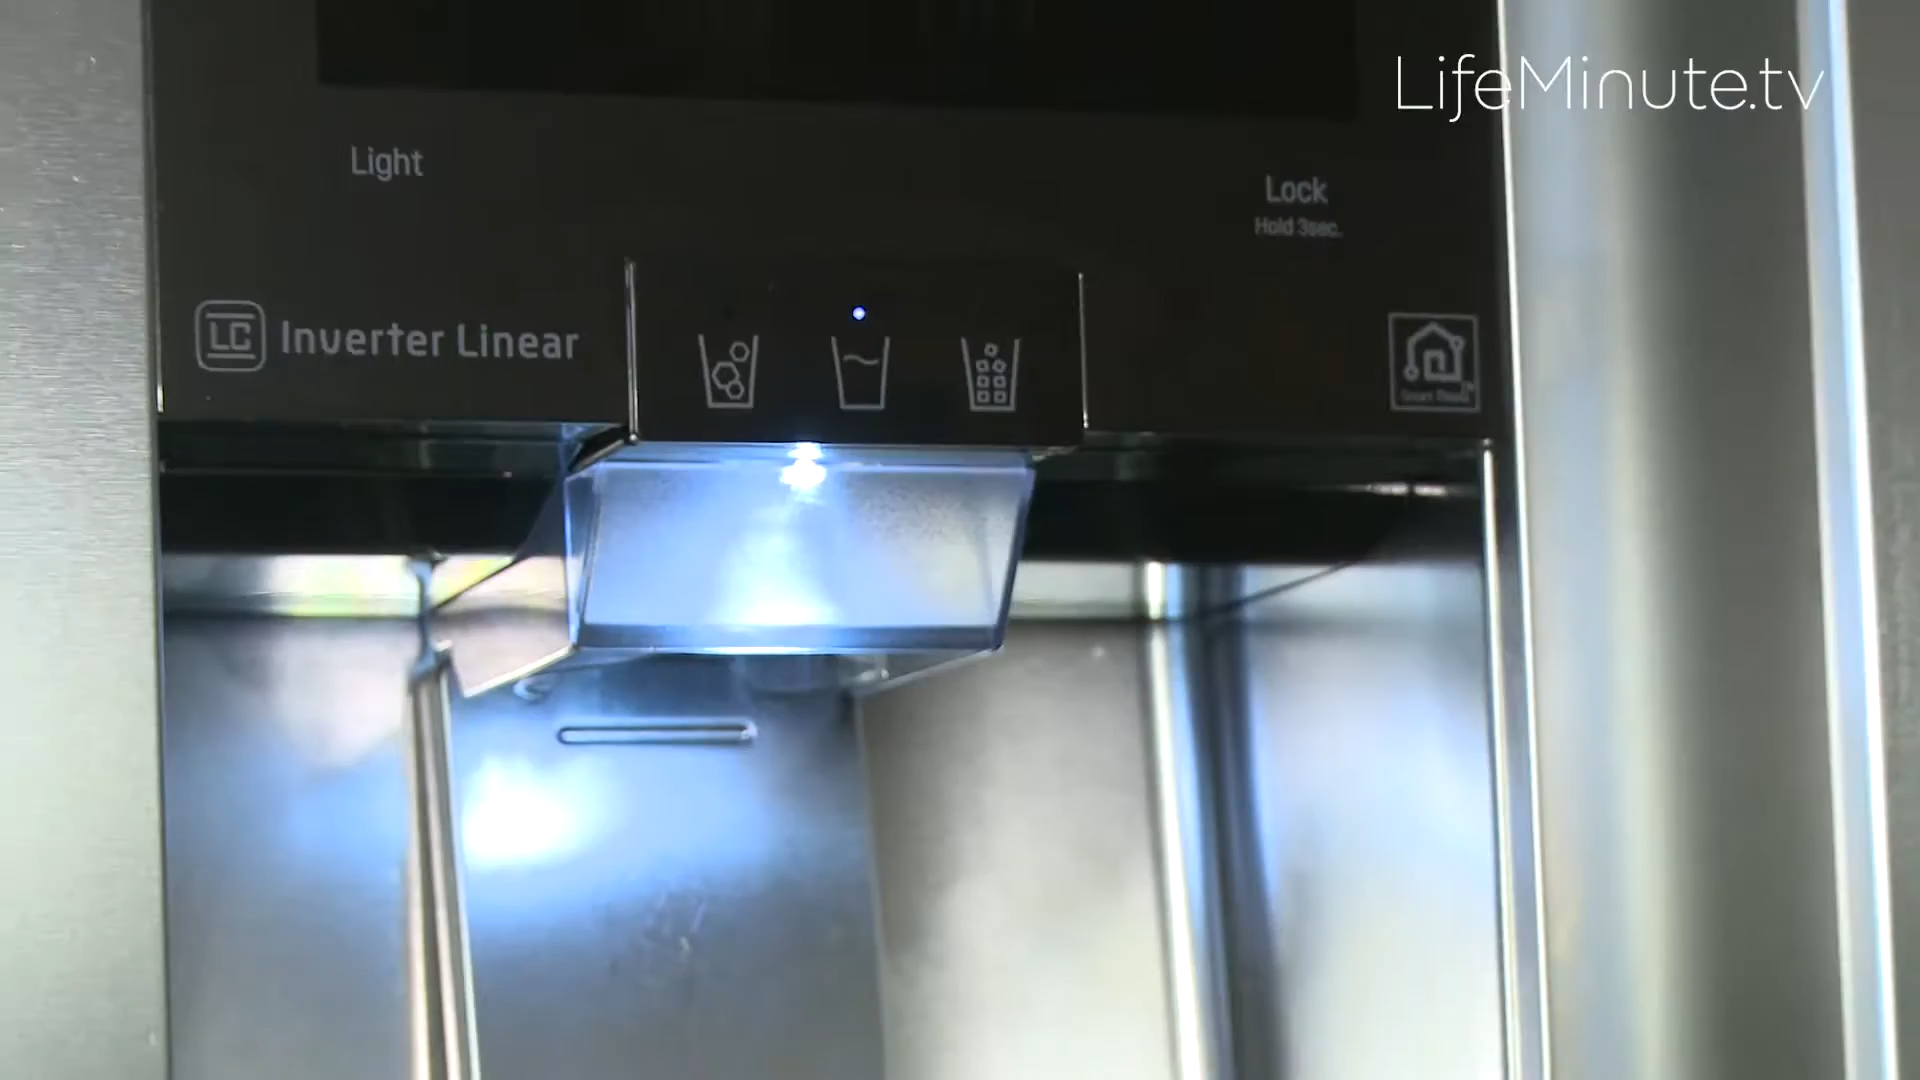 LifeMinute.tv
Light
Lock
Hold 3sec.
LC Inverter Linear